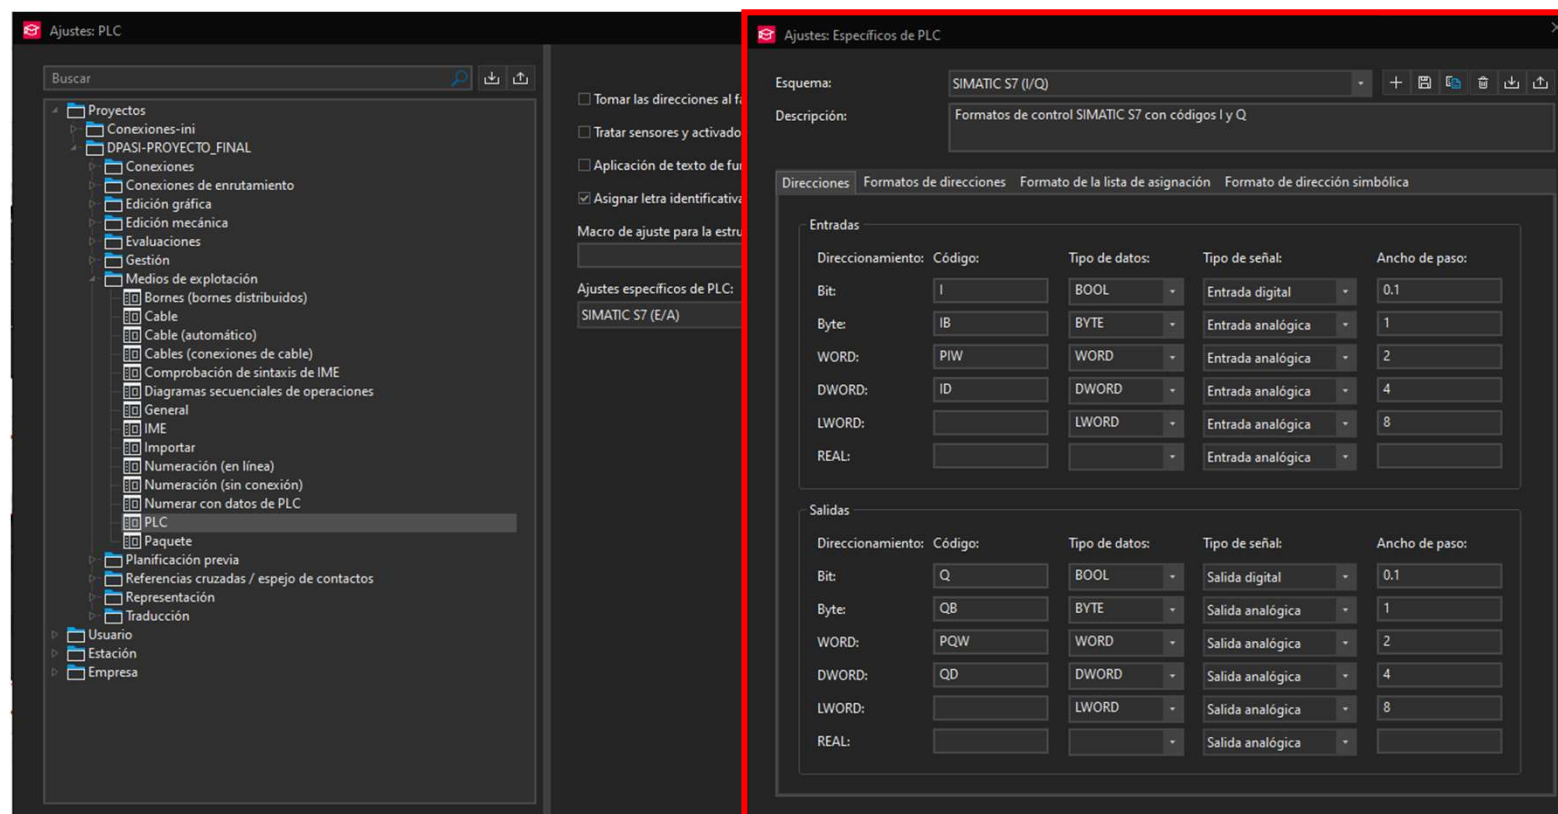 Ajustes: PLC
Buscar
Proyectos
Conexiones-ini
DPASI-PROYECTO_FINAL
Conexiones
Conexiones de enrutamiento
Edición gráfica
Edición mecánica
Evaluaciones
Gestión
Medios de explotación
Bornes (bornes distribuidos)
Cable
Cable (automático)
Cables (conexiones de cable)
Comprobación de sintaxis de IME
Diagramas secuenciales de operaciones
General
IME
Importar
Numeración (en línea)
Numeración (sin conexión)
Numerar con datos de PLC
PLC
Paquete
Planificación previa
Referencias cruzadas / espejo de contactos
Representación
Traducción
Usuario
Estación
Empresa
Tomar las direcciones al
Tratar sensores y activado
Aplicación de texto de fu
Asignar letra identificativa
Macro de ajuste para la estru
Ajustes específicos de PLC:
SIMATIC S7 (E/A)
Ajustes: Específicos de PLC
Esquema: SIMATIC S7 (I/Q)
Descripción: Formatos de control SIMATIC S7 con códigos I y Q
Direcciones Formatos de direcciones Formato de la lista de asignación Formato de dirección simbólica
Entradas
Direccionamiento: Código: Tipo de datos: Tipo de señal: Ancho de paso:
Bit: I BOOL Entrada digital 0.1
Byte: IB BYTE Entrada analógica 1
WORD: PIW WORD Entrada analógica 2
DWORD: ID DWORD Entrada analógica 4
LWORD: LWORD Entrada analógica 8
REAL: Entrada analógica
Salidas
Direccionamiento: Código: Tipo de datos: Tipo de señal: Ancho de paso:
Bit: Q BOOL Salida digital 0.1
Byte: QB BYTE Salida analógica 1
WORD: PQW WORD Salida analógica 2
DWORD: QD DWORD Salida analógica 4
LWORD: LWORD Salida analógica 8
REAL: Salida analógica